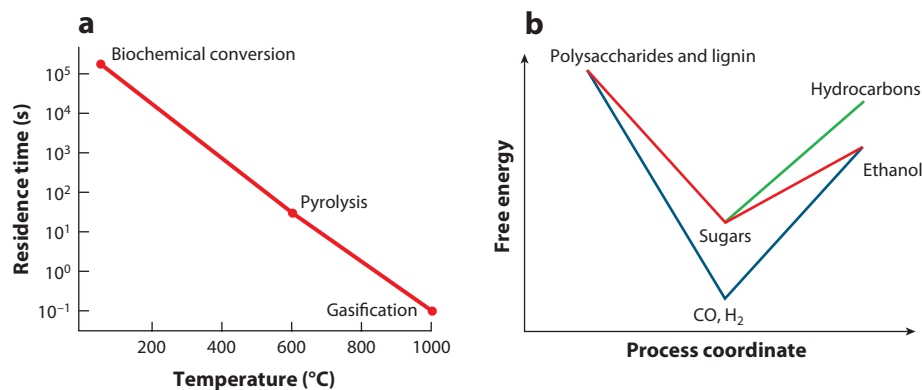 a
Residence time (s)
10⁵
10⁴
10³
10²
10¹
10⁰
10⁻¹
Biochemical conversion
Pyrolysis
Gasification
200
400
600
800
1000
Temperature (°C)
b
Free energy
Polysaccharides and lignin
Hydrocarbons
Ethanol
Sugars
CO, H₂
Process coordinate